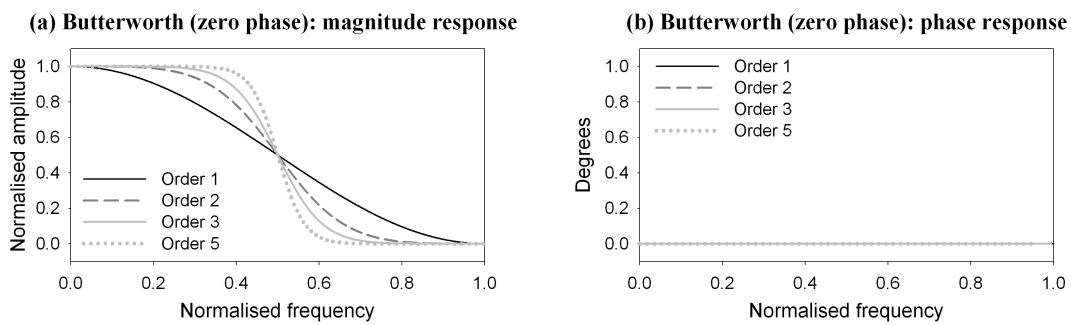 (a) Butterworth (zero phase): magnitude response
Normalised amplitude
1.0
0.8
0.6
0.4
0.2
0.0
Order 1
Order 2
Order 3
Order 5
0.0 0.2 0.4 0.6 0.8 1.0
Normalised frequency
(b) Butterworth (zero phase): phase response
Degrees
1.0
0.8
0.6
0.4
0.2
0.0
Order 1
Order 2
Order 3
Order 5
0.0 0.2 0.4 0.6 0.8 1.0
Normalised frequency